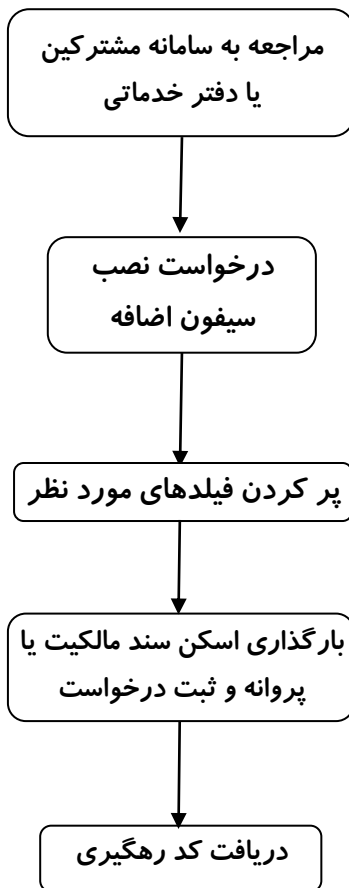 مراجعه به سامانه مشترکین
یا دفتر خدماتی
درخواست نصب
سیفون اضافه
پر کردن فیلدهای مورد نظر
بارگذاری اسکن سند مالکیت یا
پروانه و ثبت درخواست
دریافت کد رهگیری